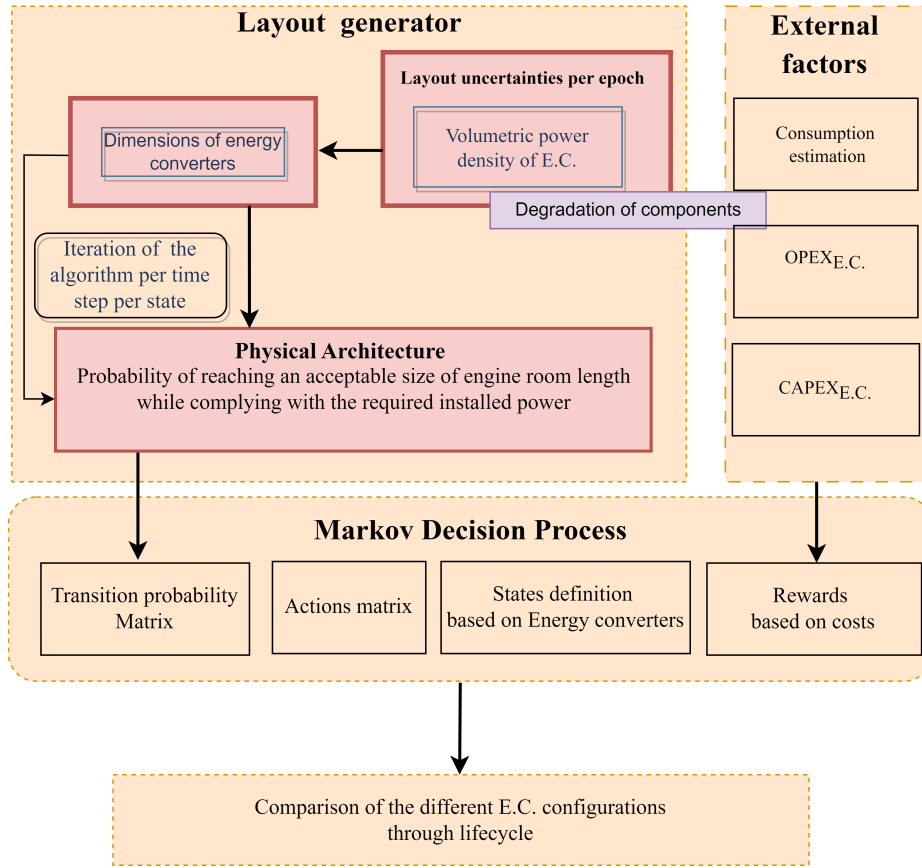 Layout generator
Layout uncertainties per epoch
Volumetric power
density of E.C.
Dimensions of energy
converters
Degradation of components
Iteration of the
algorithm per time
step per state
Physical Architecture
Probability of reaching an acceptable size of engine room length
while complying with the required installed power
External
factors
Consumption
estimation
OPEXE.C.
CAPEXE.C.
Markov Decision Process
Transition probability
Matrix
Actions matrix
States definition
based on Energy converters
Rewards
based on costs
Comparison of the different E.C. configurations
through lifecycle